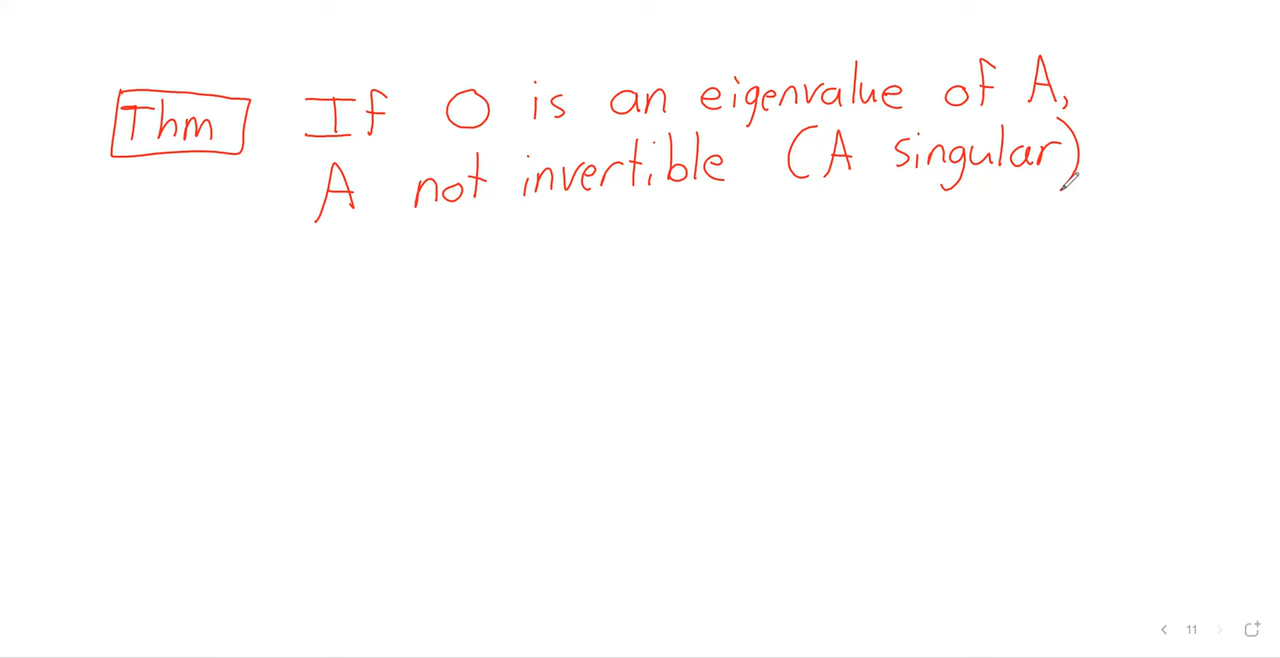 Thm If 0 is an eigenvalue of A,
A not invertible (A singular)
11